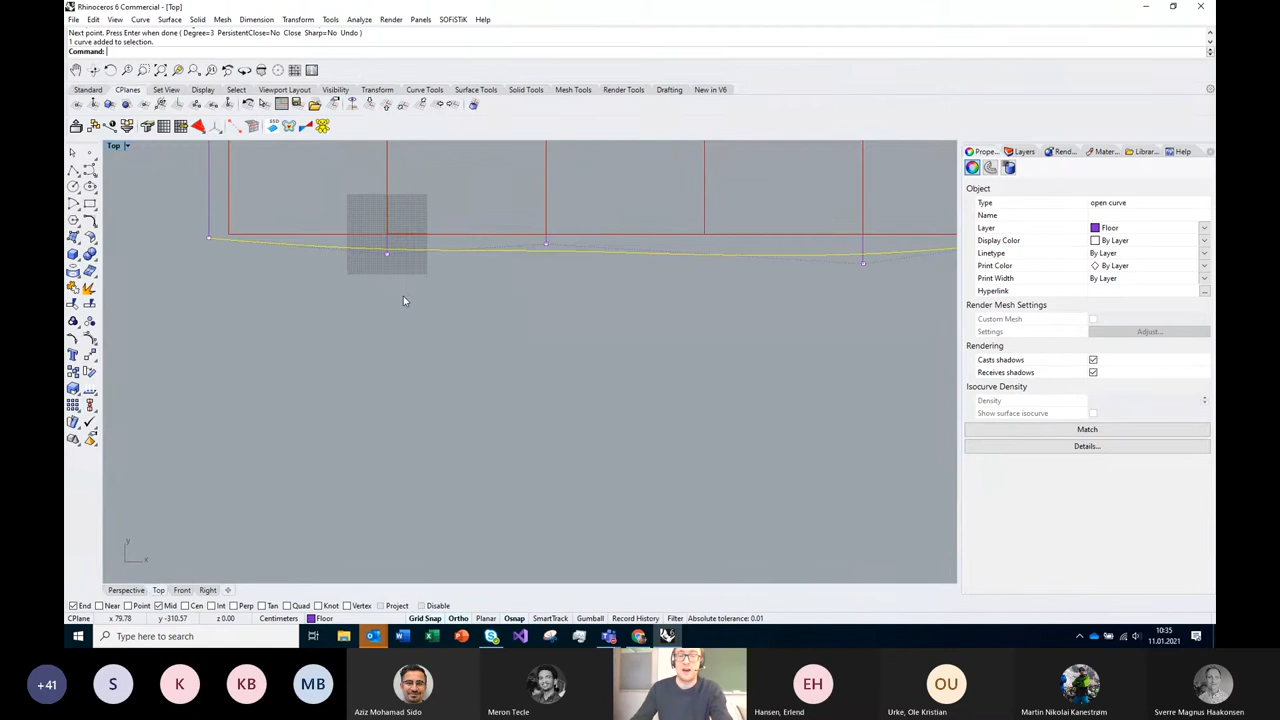 Rhinoceros 6 Commercial - [Top]
File Edit View Curve Surface Solid Mesh Dimension Transform Tools Analyze Render Panels SOFiSTiK Help
Next point. Press Enter when done ( Degree=3 PersistentClose=No Close Sharp=No Undo )
1 curve added to selection.
Command:
Standard CPlanes Set View Display Select Viewport Layout Visibility Transform Curve Tools Surface Tools Solid Tools Mesh Tools Render Tools Drafting New in V6
Top
Prope... Layers Rend... Mater... Librar... Help
Object
Type open curve
Name
Layer Floor
Display Color By Layer
Linetype By Layer
Print Color By Layer
Print Width By Layer
Hyperlink ...
Render Mesh Settings
Custom Mesh
Settings Adjust...
Rendering
Casts shadows
Receives shadows
Isocurve Density
Density
Show surface isocurve
Match
Details...
y
x
Perspective Top Front Right
End Near Point Mid Cen Int Perp Tan Quad Knot Vertex Project Disable
CPlane x 79.78 y -310.57 z 0.00 Centimeters Floor Grid Snap Ortho Planar Osnap SmartTrack Gumball Record History Filter Absolute tolerance: 0.01
Type here to search
10:35
11.01.2021
+41 S K KB MB EH OU
Aziz Mohamad Sido Meron Tecle Hansen, Erlend Urke, Ole Kristian Martin Nikolai Kanestrøm Sverre Magnus Haakonsen